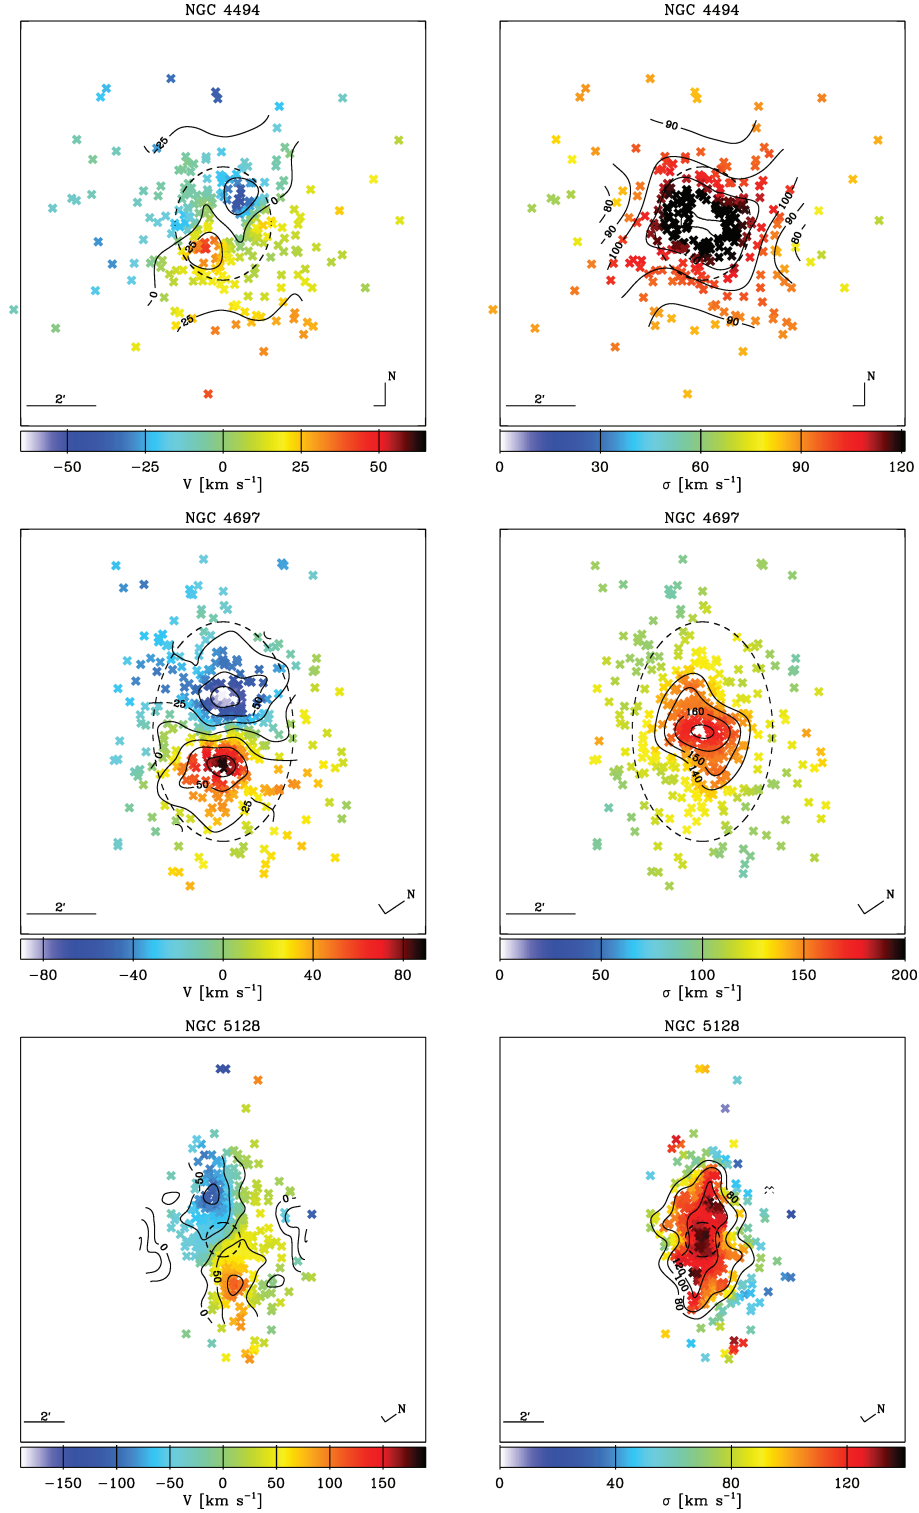 NGC 4494
NGC 4494
25
0
25
0
25
N
2′
90
80
90
100
100
90
80
90
N
2′
−50 −25 0 25 50
V [km s⁻¹]
0 30 60 90 120
σ [km s⁻¹]
NGC 4697
NGC 4697
−25
−50
0
50
25
N
2′
160
150
140
N
2′
−80 −40 0 40 80
V [km s⁻¹]
0 50 100 150 200
σ [km s⁻¹]
NGC 5128
NGC 5128
−50
0
0
50
0
N
2′
80
120
100
80
N
2′
−150 −100 −50 0 50 100 150
V [km s⁻¹]
0 40 80 120
σ [km s⁻¹]